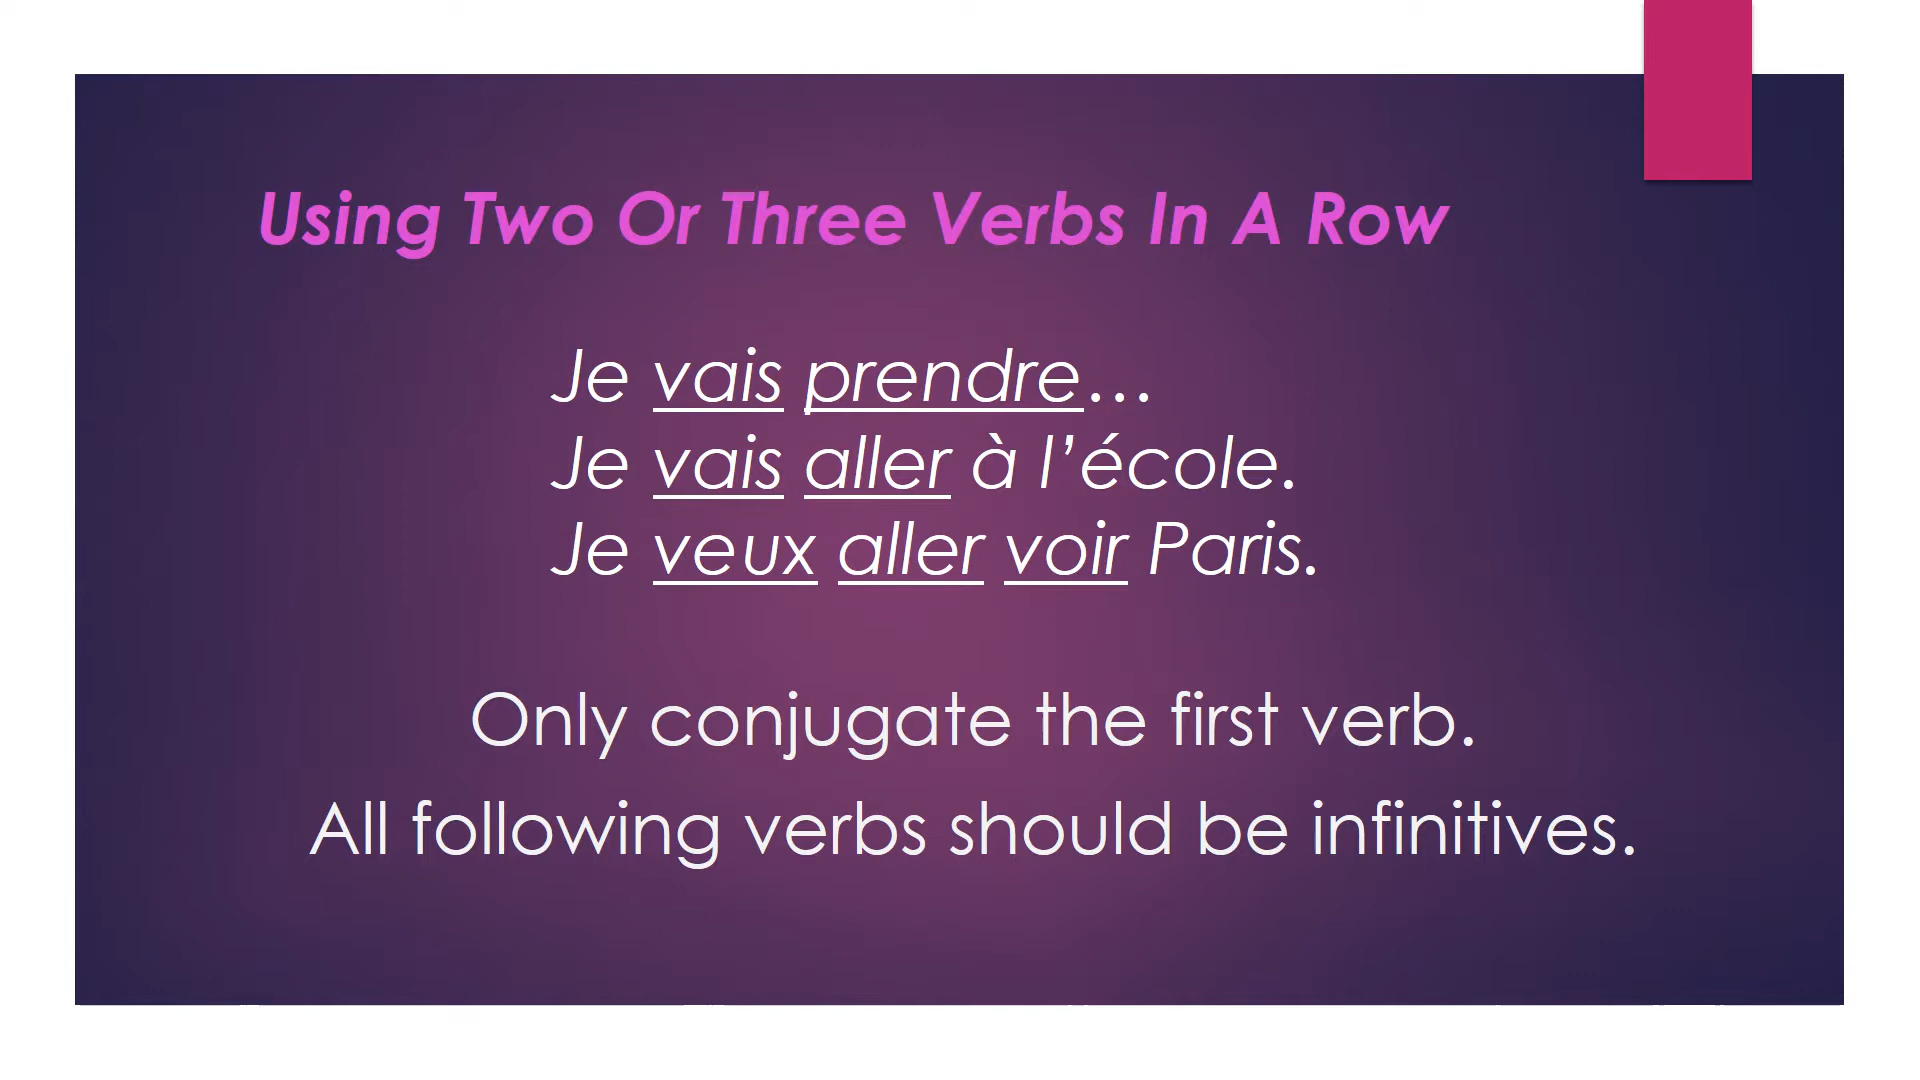 Using Two Or Three Verbs In A Row
Je vais prendre…
Je vais aller à l’école.
Je veux aller voir Paris.
Only conjugate the first verb.
All following verbs should be infinitives.